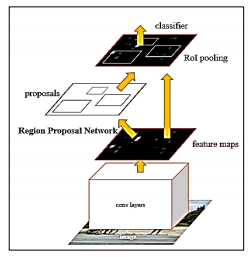 classifier
RoI pooling
proposals
Region Proposal Network
feature maps
conv layers
image